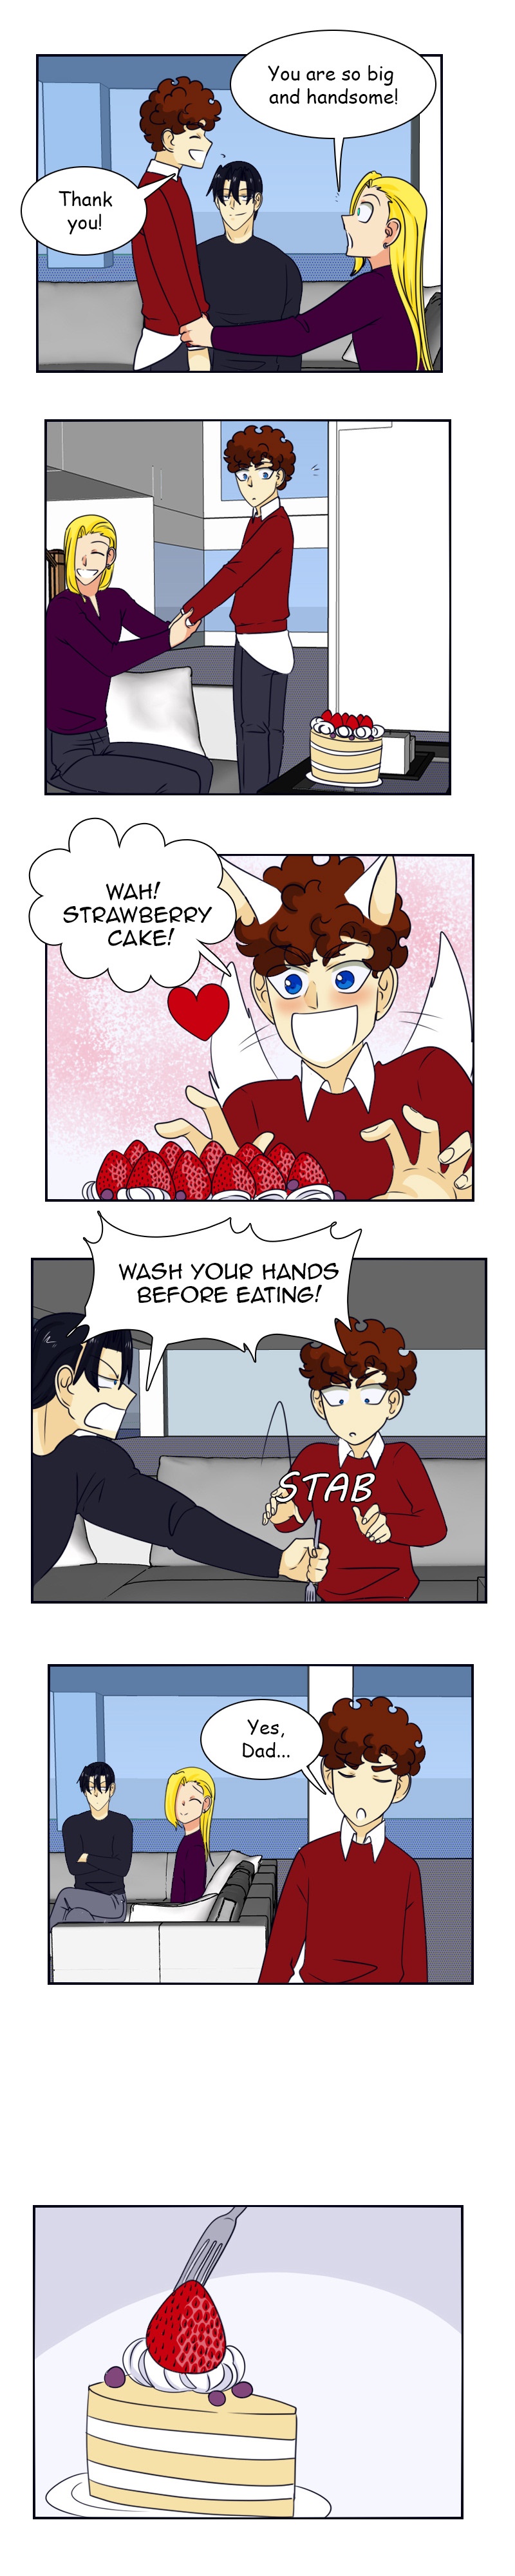 You are so big
and handsome!
Thank
you!
WAH!
STRAWBERRY
CAKE!
WASH YOUR HANDS
BEFORE EATING!
STAB
Yes,
Dad...